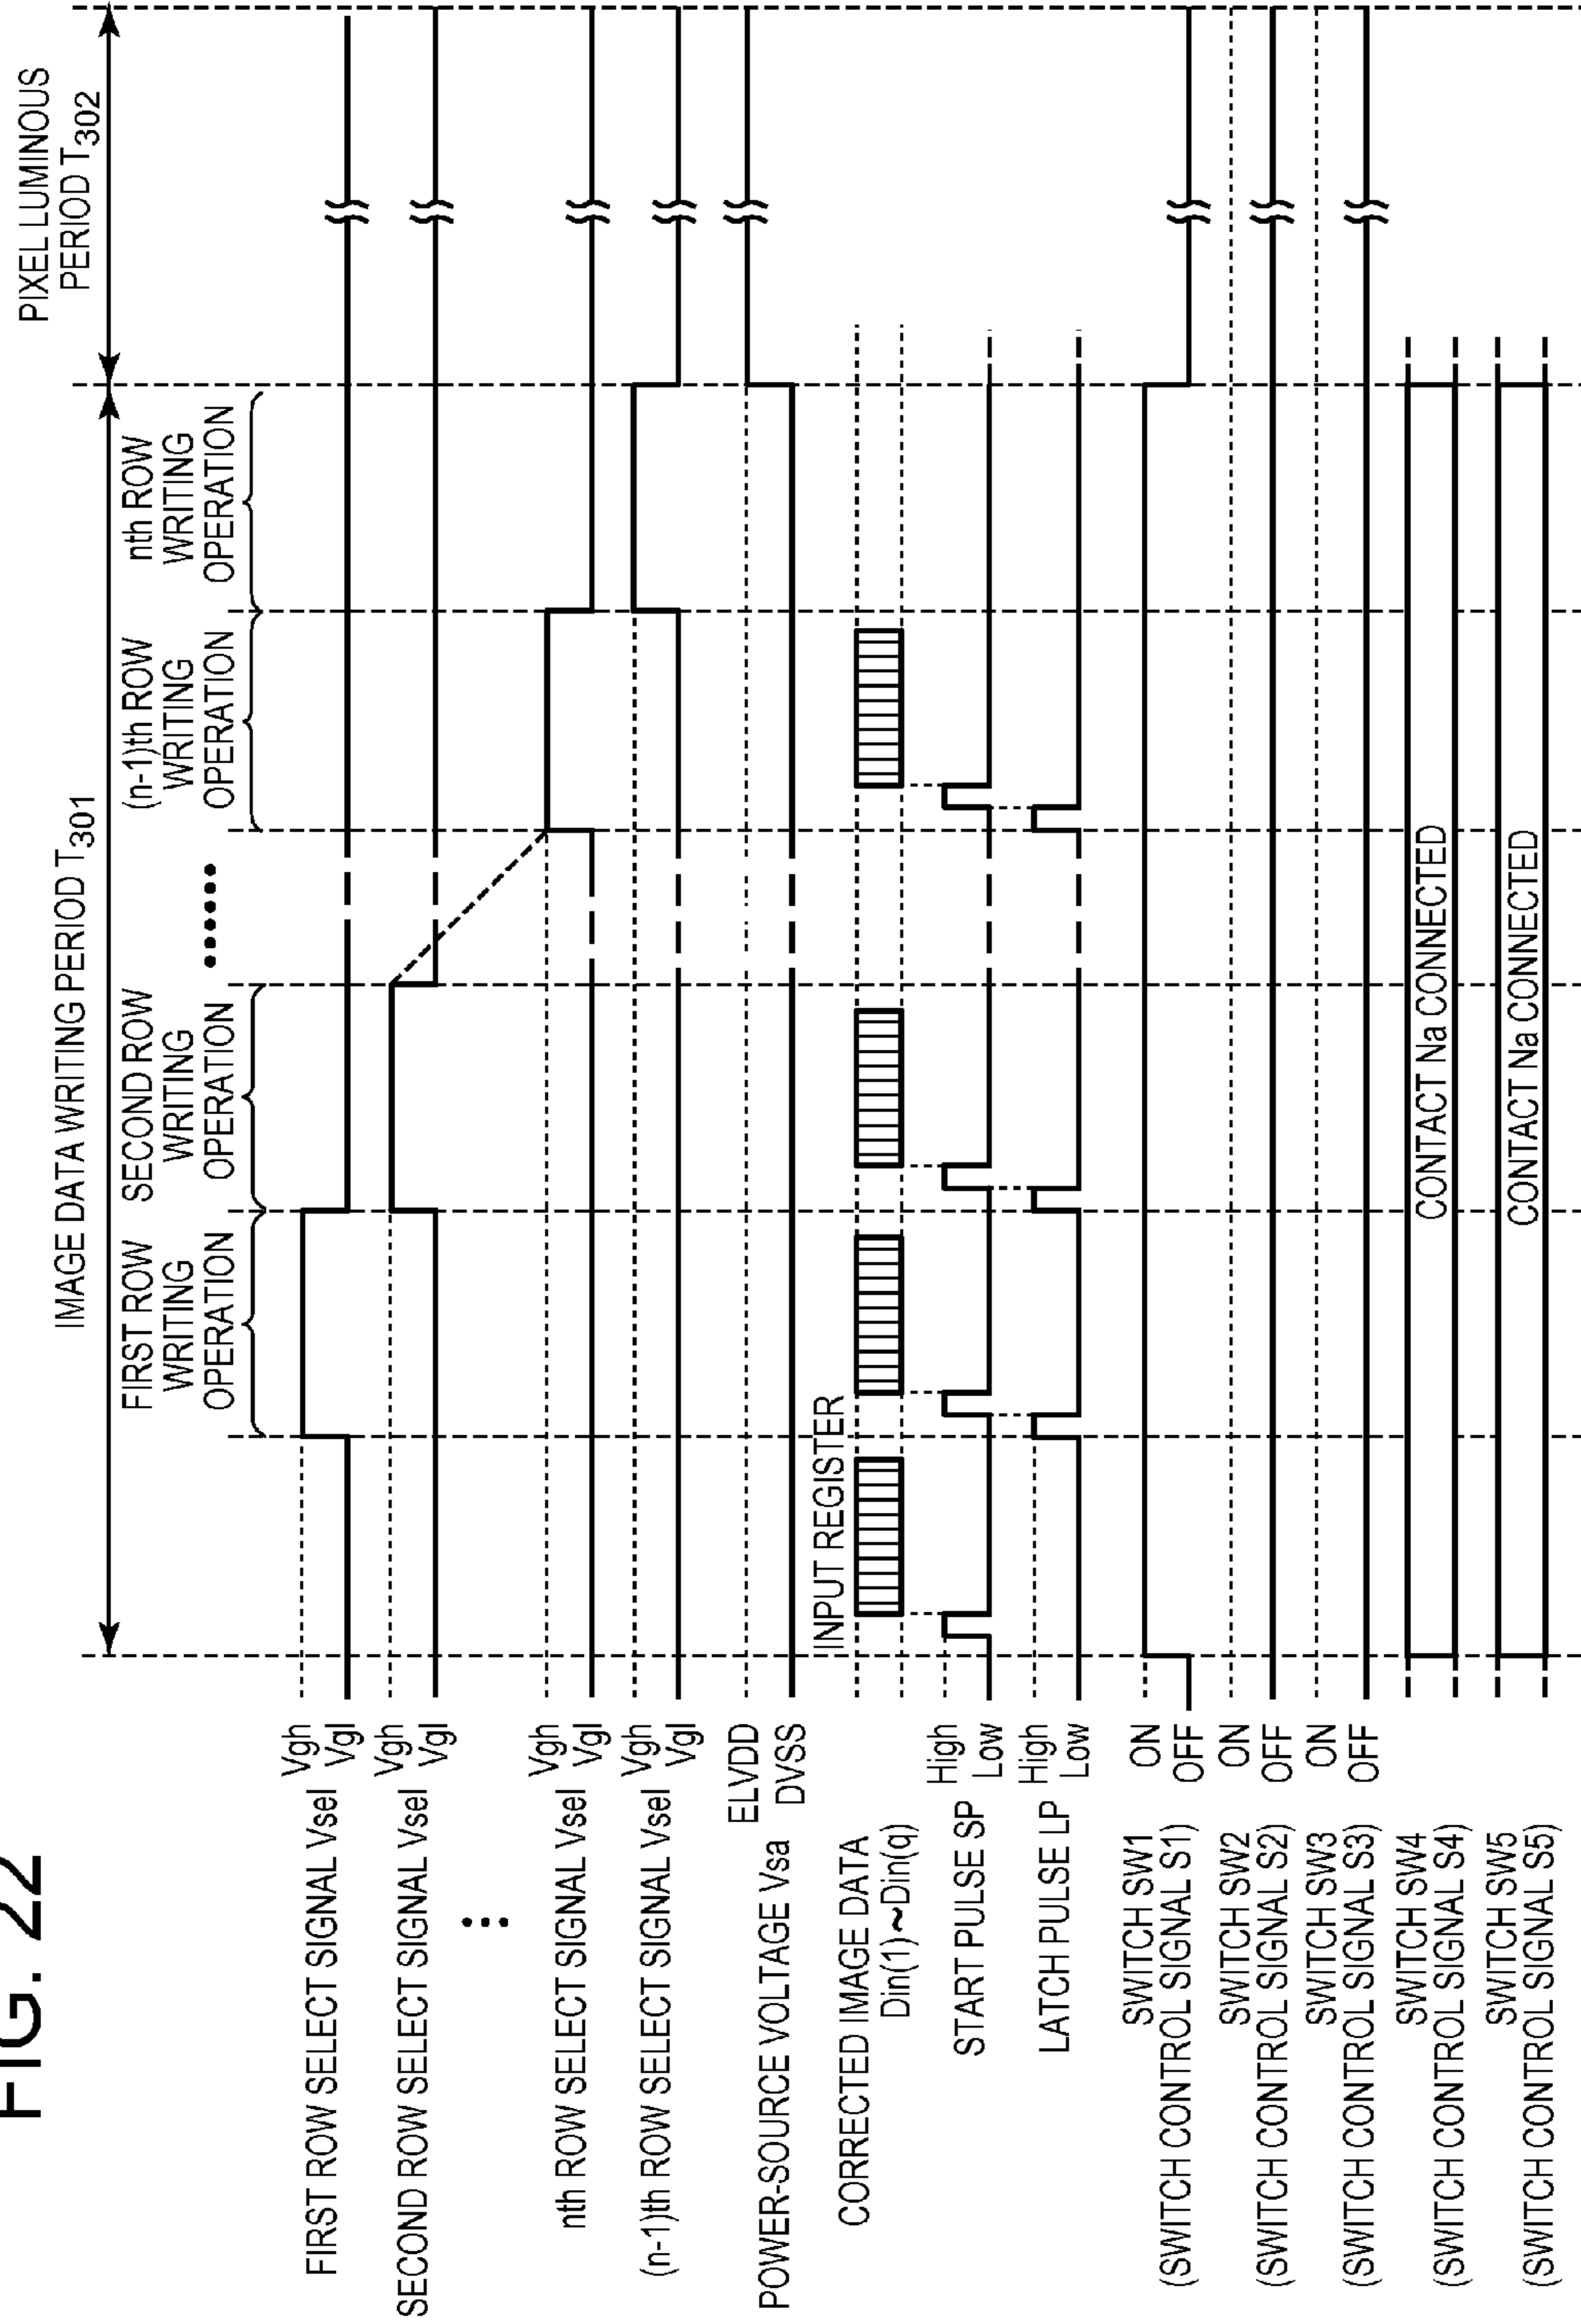 FIG. 22
IMAGE DATA WRITING PERIOD T301
PIXEL LUMINOUS
PERIOD T302
FIRST ROW
WRITING
OPERATION
SECOND ROW
WRITING
OPERATION
......
(n-1)th ROW
WRITING
OPERATION
nth ROW
WRITING
OPERATION
FIRST ROW SELECT SIGNAL Vsel
Vgh
Vgl
SECOND ROW SELECT SIGNAL Vsel
Vgh
Vgl
nth ROW SELECT SIGNAL Vsel
Vgh
Vgl
(n-1)th ROW SELECT SIGNAL Vsel
Vgh
Vgl
POWER-SOURCE VOLTAGE Vsa
ELVDD
DVSS
INPUT REGISTER
CORRECTED IMAGE DATA
Din(1)~Din(q)
START PULSE SP
High
Low
LATCH PULSE LP
High
Low
SWITCH SW1
(SWITCH CONTROL SIGNAL S1)
ON
OFF
SWITCH SW2
(SWITCH CONTROL SIGNAL S2)
ON
OFF
SWITCH SW3
(SWITCH CONTROL SIGNAL S3)
ON
OFF
SWITCH SW4
(SWITCH CONTROL SIGNAL S4)
CONTACT Na CONNECTED
SWITCH SW5
(SWITCH CONTROL SIGNAL S5)
CONTACT Na CONNECTED